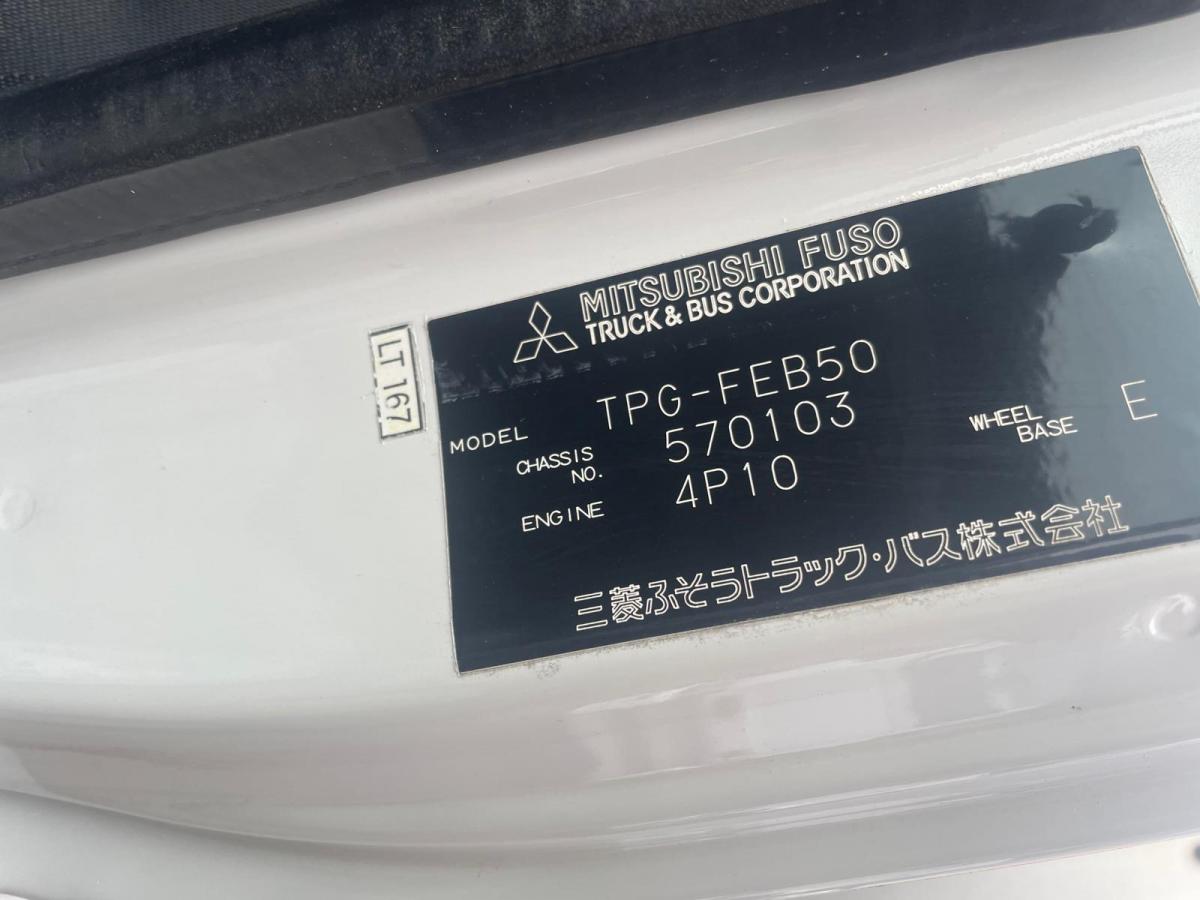 MITSUBISHI FUSO
TRUCK & BUS CORPORATION
MODEL TPG-FEB50
CHASSIS NO. 570103
ENGINE 4P10
WHEEL BASE E
三菱ふそうトラック・バス株式会社
LT 167